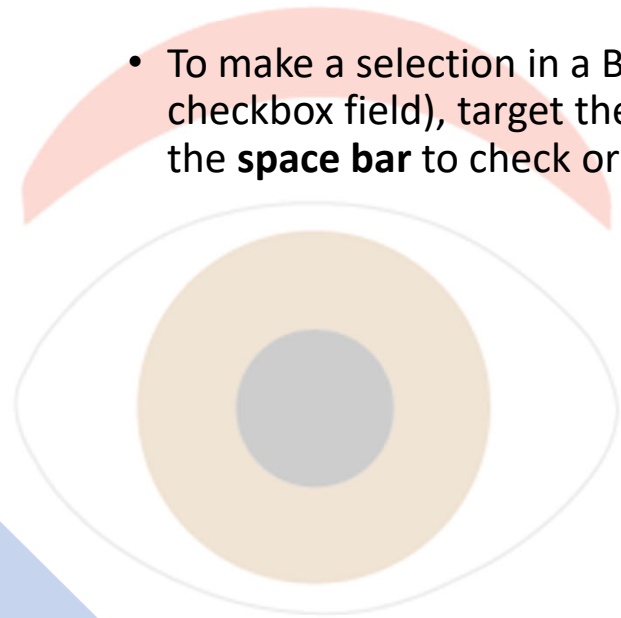 • To make a selection in a B
checkbox field), target the
the space bar to check or